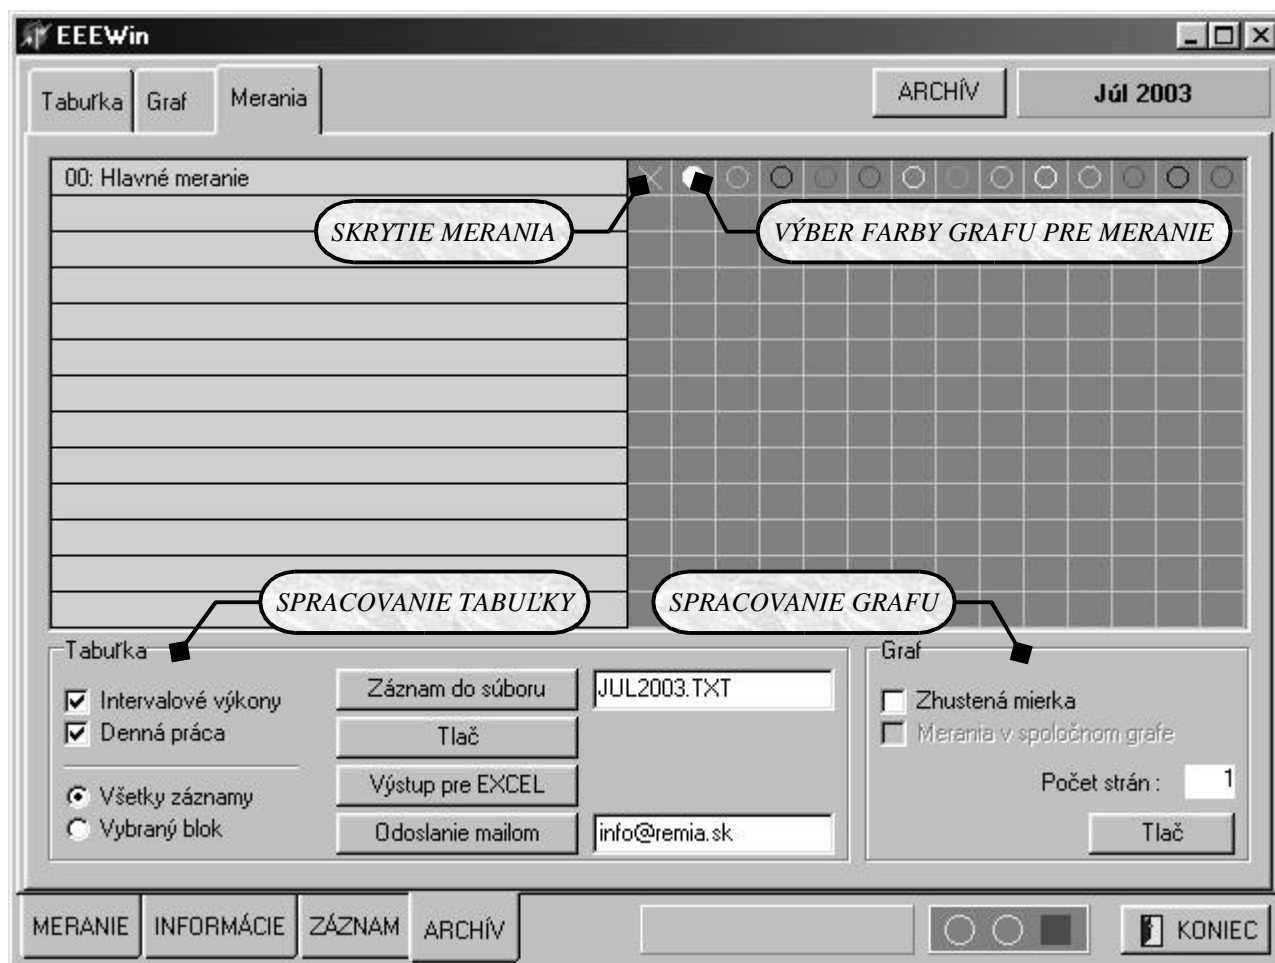 EEEWin
Tabuľka Graf Merania ARCHÍV Júl 2003
00: Hlavné meranie
SKRYTIE MERANIA
VÝBER FARBY GRAFU PRE MERANIE
SPRACOVANIE TABUĽKY
SPRACOVANIE GRAFU
Tabuľka
Intervalové výkony
Denná práca
Všetky záznamy
Vybraný blok
Záznam do súboru JUL2003.TXT
Tlač
Výstup pre EXCEL
Odoslanie mailom info@remia.sk
Graf
Zhustená mierka
Merania v spoločnom grafe
Počet strán : 1
Tlač
MERANIE INFORMÁCIE ZÁZNAM ARCHÍV KONIEC